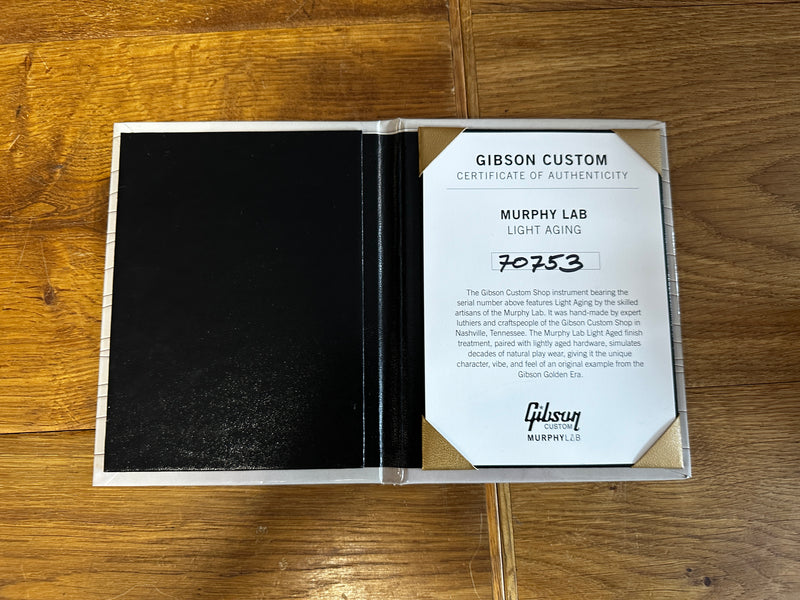 GIBSON CUSTOM
CERTIFICATE OF AUTHENTICITY
MURPHY LAB
LIGHT AGING
70753
The Gibson Custom Shop instrument bearing the
serial number above features Light Aging by the skilled
artisans of the Murphy Lab. It was hand-made by expert
luthiers and craftspeople of the Gibson Custom Shop in
Nashville, Tennessee. The Murphy Lab Light Aged finish
treatment, paired with lightly aged hardware, simulates
decades of natural play wear, giving it the unique
character, vibe, and feel of an original example from the
Gibson Golden Era.
Gibson
CUSTOM
MURPHYLAB